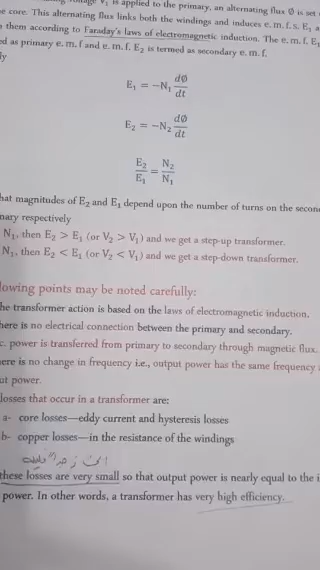 voltage V₁ is applied to the primary, an alternating flux Ø is set
e core. This alternating flux links both the windings and induces e. m. f. s. E₁ a
them according to Faraday's laws of electromagnetic induction. The e. m. f. E₁
ed as primary e. m. f and e. m. f. E₂ is termed as secondary e. m. f.
ly
E₁ = −N₁ dØ/dt
E₂ = −N₂ dØ/dt
E₂/E₁ = N₂/N₁
hat magnitudes of E₂ and E₁ depend upon the number of turns on the secon
mary respectively
N₁, then E₂ > E₁ (or V₂ > V₁) and we get a step-up transformer.
N₁, then E₂ < E₁ (or V₂ < V₁) and we get a step-down transformer.
lowing points may be noted carefully:
he transformer action is based on the laws of electromagnetic induction.
here is no electrical connection between the primary and secondary.
c. power is transferred from primary to secondary through magnetic flux.
ere is no change in frequency i.e., output power has the same frequency a
ut power.
losses that occur in a transformer are:
a- core losses—eddy current and hysteresis losses
b- copper losses—in the resistance of the windings
these losses are very small so that output power is nearly equal to the i
power. In other words, a transformer has very high efficiency.